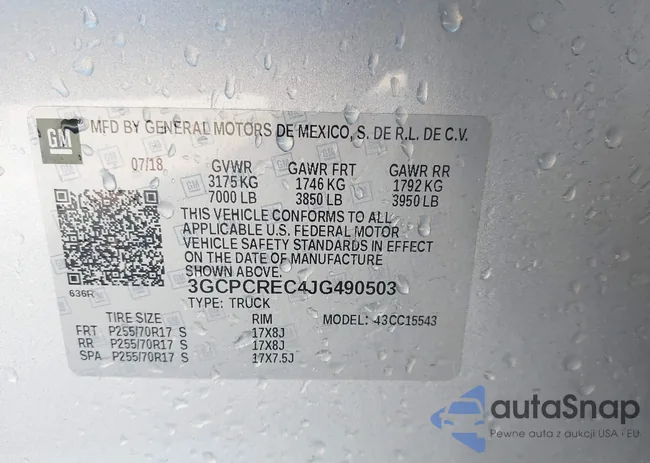 GM MFD BY GENERAL MOTORS DE MEXICO, S. DE R.L. DE C.V.
07/18 GVWR GAWR FRT GAWR RR
3175 KG 1746 KG 1792 KG
7000 LB 3850 LB 3950 LB
THIS VEHICLE CONFORMS TO ALL
APPLICABLE U.S. FEDERAL MOTOR
VEHICLE SAFETY STANDARDS IN EFFECT
ON THE DATE OF MANUFACTURE
SHOWN ABOVE.
3GCPCREC4JG490503
636R
TYPE: TRUCK
TIRE SIZE RIM MODEL: 43CC15543
FRT P255/70R17 S 17X8J
RR P255/70R17 S 17X8J
SPA P255/70R17 S 17X7.5J
autaSnap
Pewne auta z aukcji USA i EU